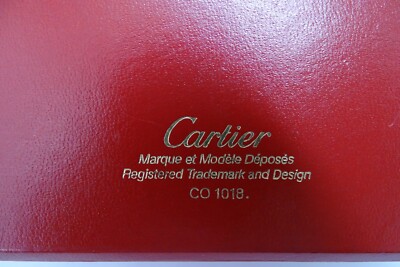 Cartier
Marque et Modèle Déposés
Registered Trademark and Design
CO 1018.